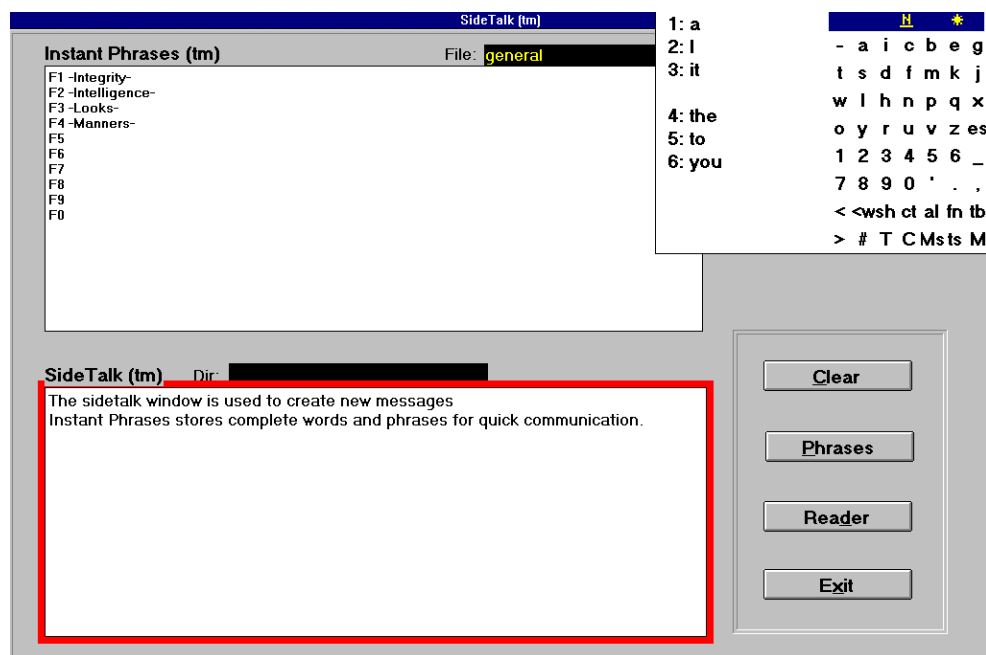 SideTalk (tm)
Instant Phrases (tm)
File: general
F1 -Integrity-
F2 -Intelligence-
F3 -Looks-
F4 -Manners-
F5
F6
F7
F8
F9
F0
1: a
2: I
3: it
4: the
5: to
6: you
N
- a i c b e g
t s d f m k j
w l h n p q x
o y r u v z es
1 2 3 4 5 6 _
7 8 9 0 ' . ,
< <wsh ct al fn tb
> # T C Ms ts M
SideTalk (tm) Dir:
The sidetalk window is used to create new messages
Instant Phrases stores complete words and phrases for quick communication.
Clear
Phrases
Reader
Exit